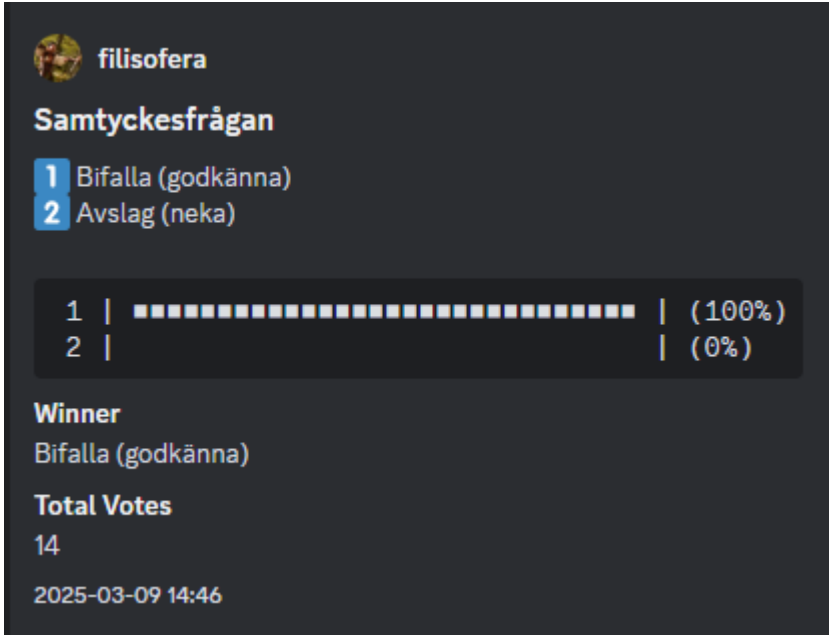 filisofera
Samtyckesfrågan
1 Bifalla (godkänna)
2 Avslag (neka)
1 | ■■■■■■■■■■■■■■■■■■■■■■■■■■■■■■ | (100%)
2 | | (0%)
Winner
Bifalla (godkänna)
Total Votes
14
2025-03-09 14:46